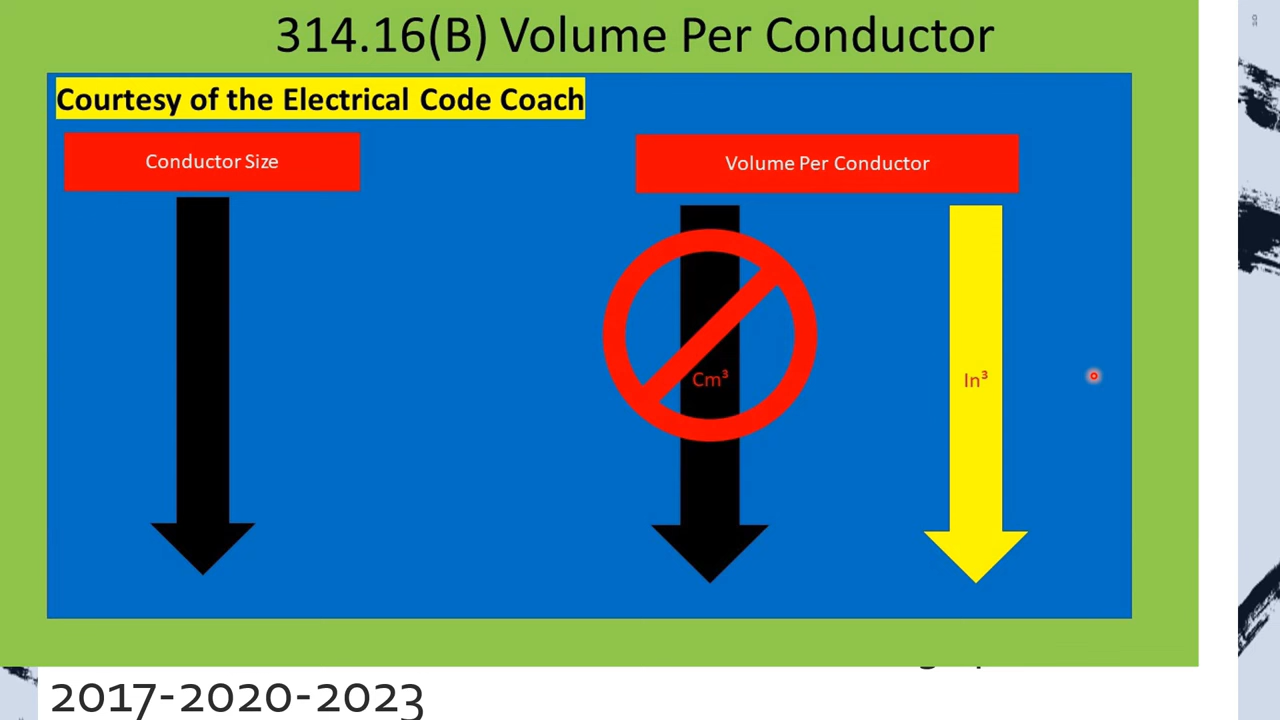 314.16(B) Volume Per Conductor
Courtesy of the Electrical Code Coach
Conductor Size
Volume Per Conductor
Cm³
In³
2017-2020-2023